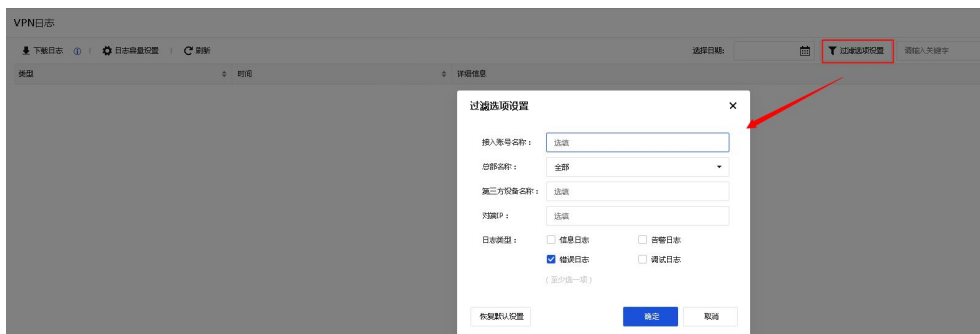 VPN日志
下载日志 日志容量设置 刷新 选择日期: 过滤选项设置 请输入关键字
类型 时间 详细信息
过滤选项设置
接入账号名称： 选填
总部名称： 全部
第三方设备名称： 选填
对端IP： 选填
日志类型： 信息日志 告警日志
错误日志 调试日志
(至少选一项)
恢复默认设置 确定 取消